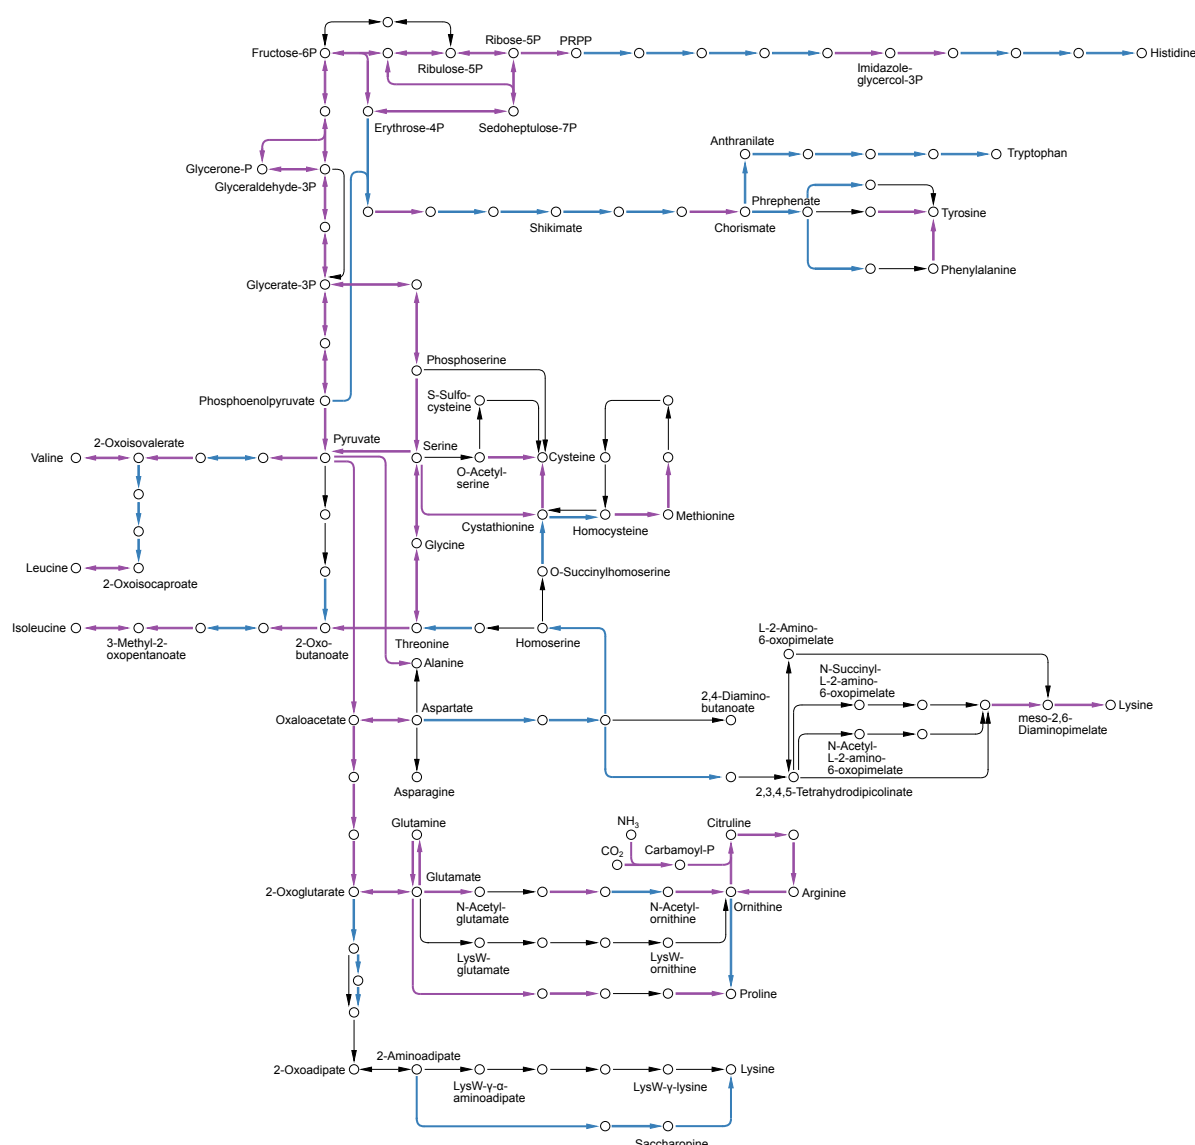 Fructose-6P
Ribulose-5P
Ribose-5P
PRPP
Imidazole-
glycercol-3P
Histidine
Erythrose-4P
Sedoheptulose-7P
Glycerone-P
Glyceraldehyde-3P
Anthranilate
Tryptophan
Phrephenate
Shikimate
Chorismate
Tyrosine
Phenylalanine
Glycerate-3P
Phosphoserine
Phosphoenolpyruvate
S-Sulfo-
cysteine
Valine
2-Oxoisovalerate
Pyruvate
Serine
O-Acetyl-
serine
Cysteine
Cystathionine
Homocysteine
Methionine
Glycine
Leucine
2-Oxoisocaproate
O-Succinylhomoserine
Isoleucine
3-Methyl-2-
oxopentanoate
2-Oxo-
butanoate
Threonine
Homoserine
Alanine
L-2-Amino-
6-oxopimelate
N-Succinyl-
L-2-amino-
6-oxopimelate
Oxaloacetate
Aspartate
2,4-Diamino-
butanoate
meso-2,6-
Diaminopimelate
Lysine
N-Acetyl-
L-2-amino-
6-oxopimelate
Asparagine
2,3,4,5-Tetrahydrodipicolinate
Glutamine
NH3
CO2
Carbamoyl-P
Citruline
2-Oxoglutarate
Glutamate
N-Acetyl-
glutamate
N-Acetyl-
ornithine
Ornithine
Arginine
LysW-
glutamate
LysW-
ornithine
Proline
2-Oxoadipate
2-Aminoadipate
LysW-γ-α-
aminoadipate
LysW-γ-lysine
Lysine
Saccharopine